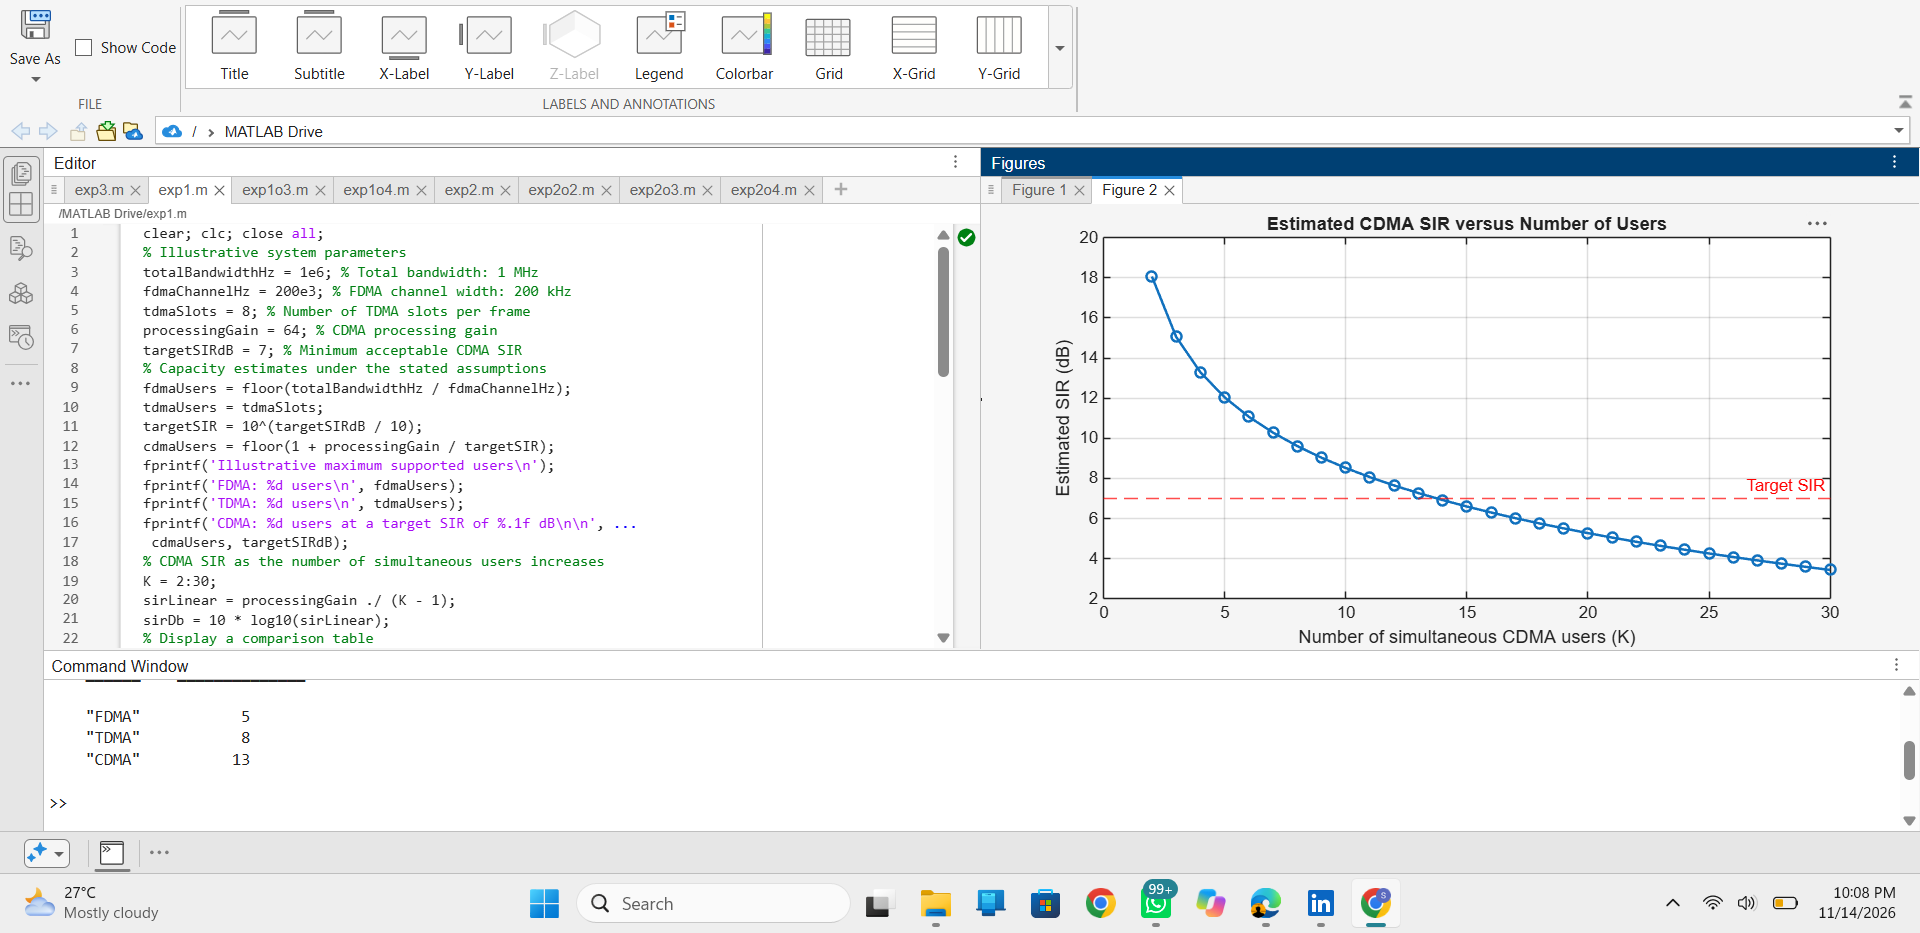 Save As
Show Code
FILE
Title
Subtitle
X-Label
Y-Label
Z-Label
Legend
Colorbar
Grid
X-Grid
Y-Grid
LABELS AND ANNOTATIONS
/ › MATLAB Drive
Editor
exp3.m
exp1.m
exp1o3.m
exp1o4.m
exp2.m
exp2o2.m
exp2o3.m
exp2o4.m
/MATLAB Drive/exp1.m
1 clear; clc; close all;
2 % Illustrative system parameters
3 totalBandwidthHz = 1e6; % Total bandwidth: 1 MHz
4 fdmaChannelHz = 200e3; % FDMA channel width: 200 kHz
5 tdmaSlots = 8; % Number of TDMA slots per frame
6 processingGain = 64; % CDMA processing gain
7 targetSIRdB = 7; % Minimum acceptable CDMA SIR
8 % Capacity estimates under the stated assumptions
9 fdmaUsers = floor(totalBandwidthHz / fdmaChannelHz);
10 tdmaUsers = tdmaSlots;
11 targetSIR = 10^(targetSIRdB / 10);
12 cdmaUsers = floor(1 + processingGain / targetSIR);
13 fprintf('Illustrative maximum supported users\n');
14 fprintf('FDMA: %d users\n', fdmaUsers);
15 fprintf('TDMA: %d users\n', tdmaUsers);
16 fprintf('CDMA: %d users at a target SIR of %.1f dB\n\n', ...
17 cdmaUsers, targetSIRdB);
18 % CDMA SIR as the number of simultaneous users increases
19 K = 2:30;
20 sirLinear = processingGain ./ (K - 1);
21 sirDb = 10 * log10(sirLinear);
22 % Display a comparison table
Figures
Figure 1
Figure 2
Estimated CDMA SIR versus Number of Users
Estimated SIR (dB)
20
18
16
14
12
10
8
6
4
2
Target SIR
0
5
10
15
20
25
30
Number of simultaneous CDMA users (K)
Command Window
"FDMA" 5
"TDMA" 8
"CDMA" 13
>>
27°C
Mostly cloudy
Search
99+
in
S
10:08 PM
11/14/2026